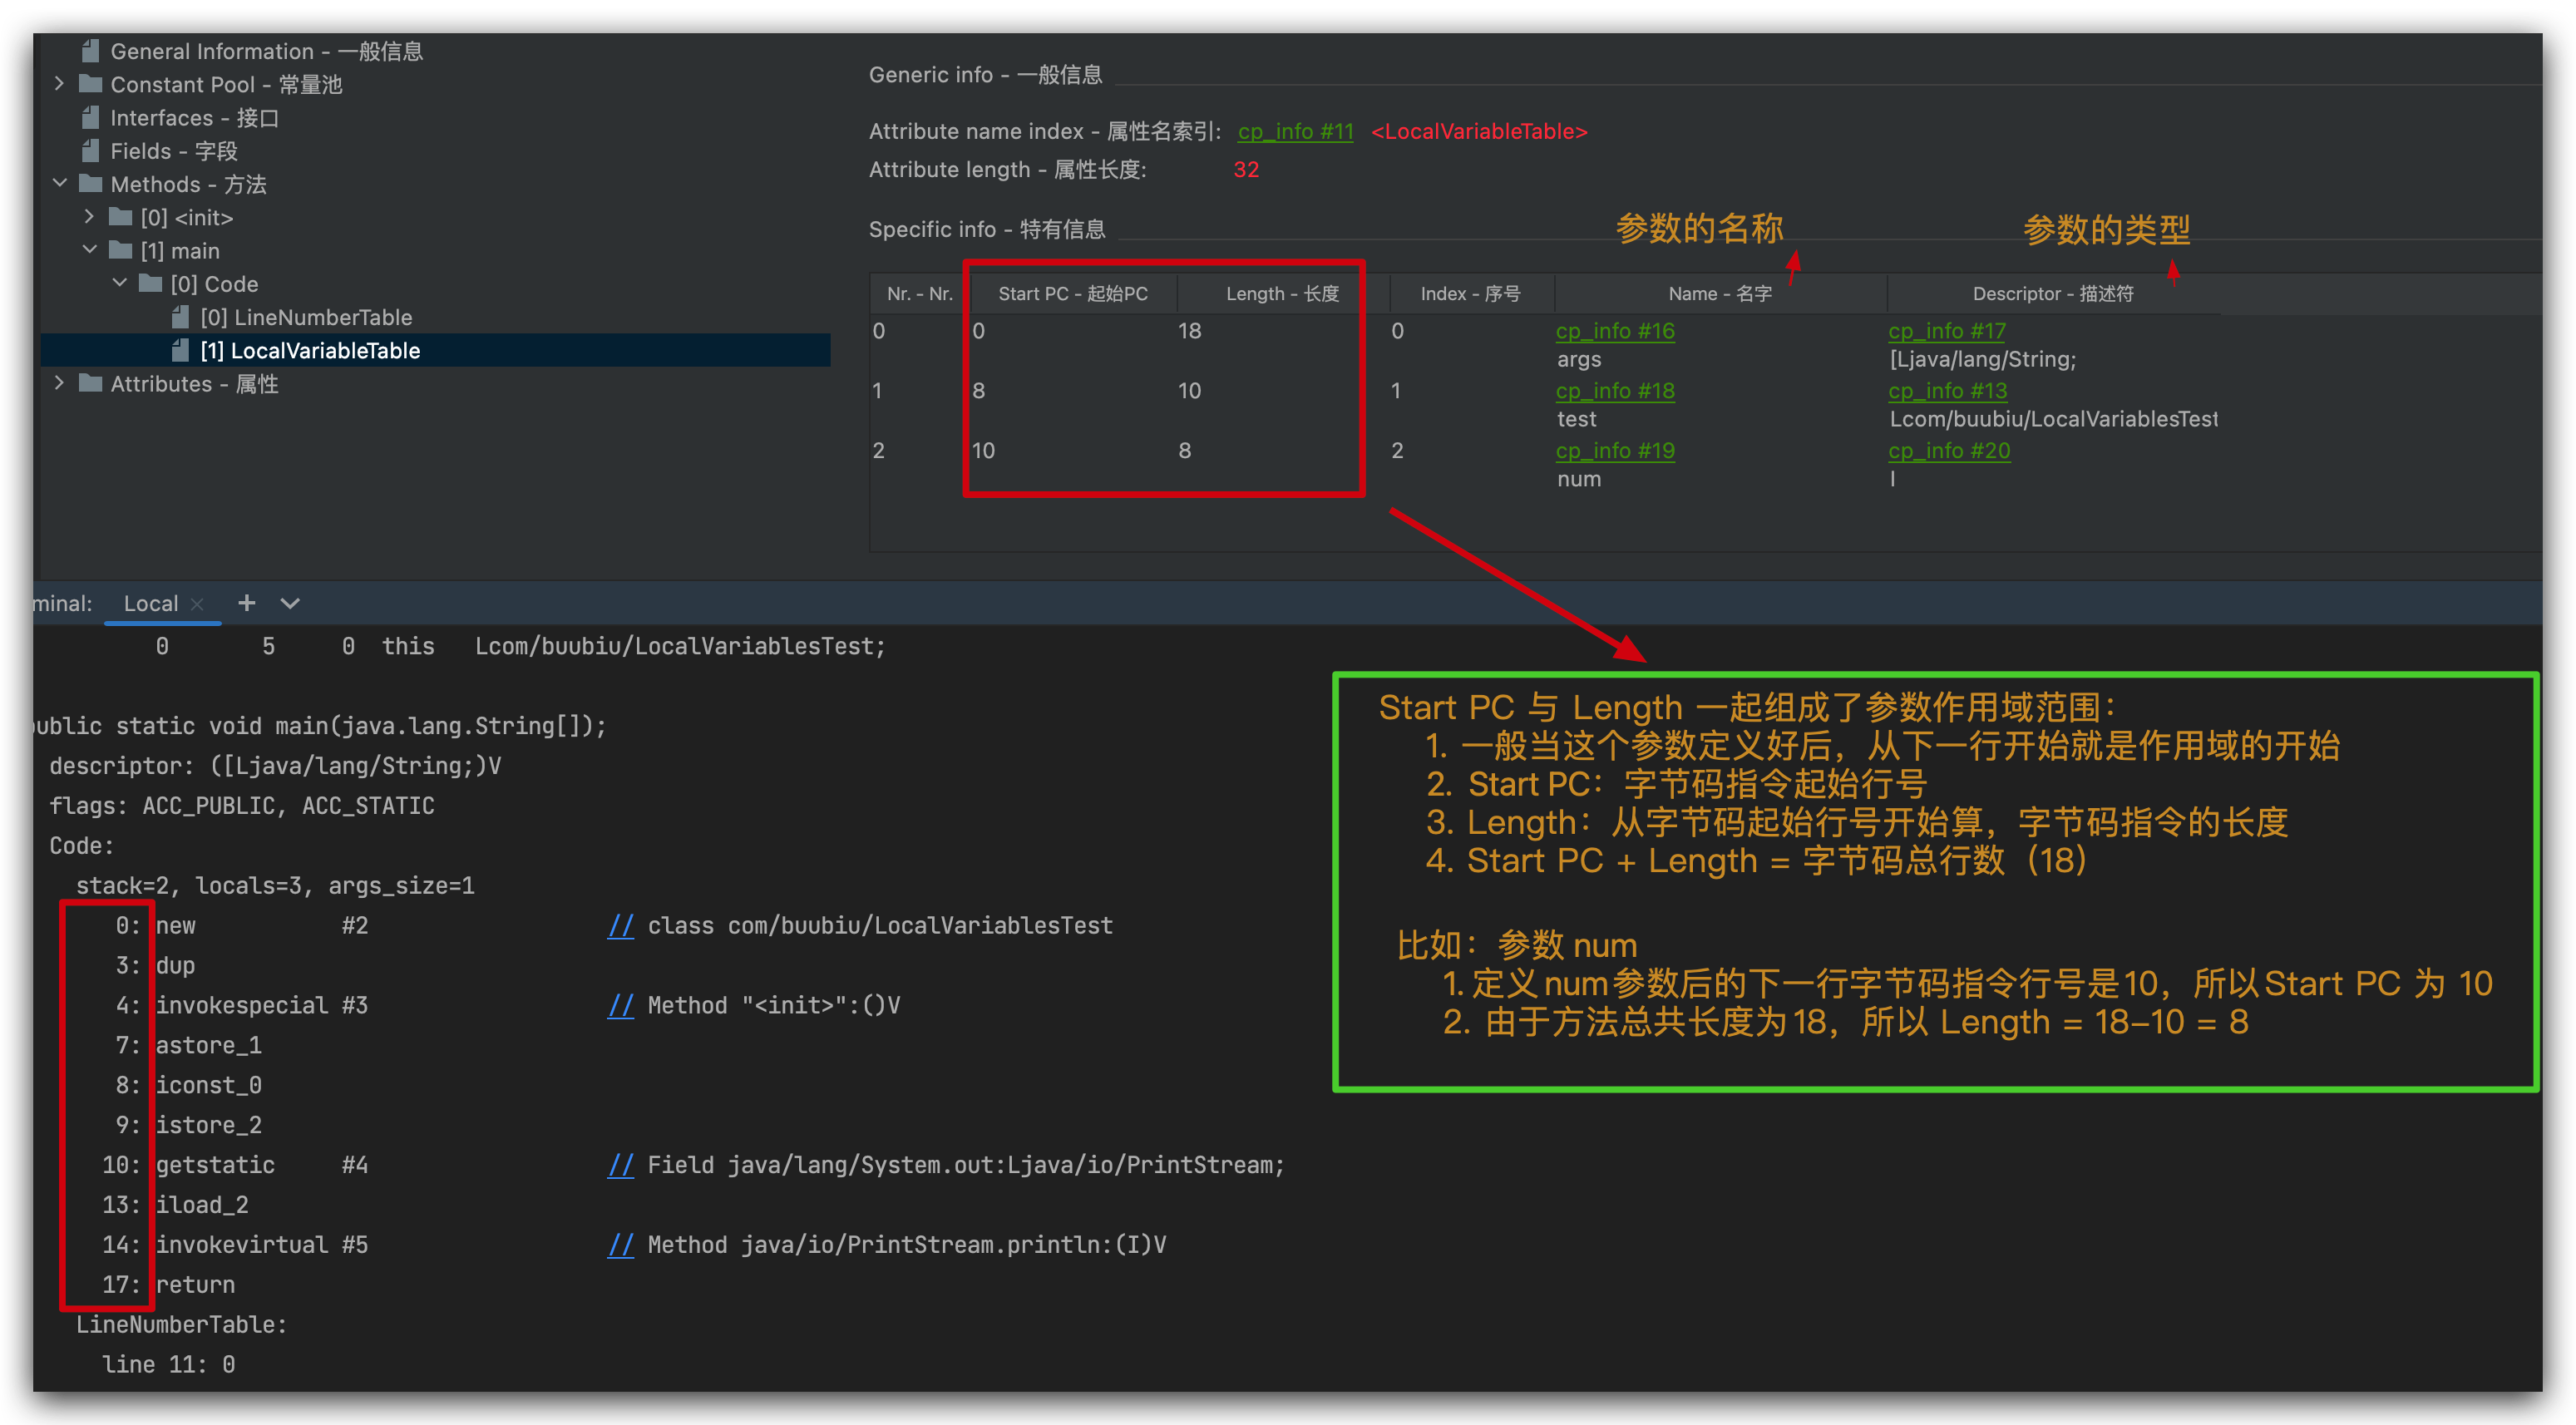 General Information - 一般信息
Constant Pool - 常量池
Interfaces - 接口
Fields - 字段
Methods - 方法
[0] <init>
[1] main
[0] Code
[0] LineNumberTable
[1] LocalVariableTable
Attributes - 属性
Generic info - 一般信息
Attribute name index - 属性名索引: cp_info #11 <LocalVariableTable>
Attribute length - 属性长度: 32
Specific info - 特有信息
参数的名称 参数的类型
Nr. - Nr. Start PC - 起始PC Length - 长度 Index - 序号 Name - 名字 Descriptor - 描述符
0 0 18 0 cp_info #16 cp_info #17
args [Ljava/lang/String;
1 8 10 1 cp_info #18 cp_info #13
test Lcom/buubiu/LocalVariablesTest
2 10 8 2 cp_info #19 cp_info #20
num I
minal: Local × +
0 5 0 this Lcom/buubiu/LocalVariablesTest;
public static void main(java.lang.String[]);
descriptor: ([Ljava/lang/String;)V
flags: ACC_PUBLIC, ACC_STATIC
Code:
stack=2, locals=3, args_size=1
0: new #2 // class com/buubiu/LocalVariablesTest
3: dup
4: invokespecial #3 // Method "<init>":()V
7: astore_1
8: iconst_0
9: istore_2
10: getstatic #4 // Field java/lang/System.out:Ljava/io/PrintStream;
13: iload_2
14: invokevirtual #5 // Method java/io/PrintStream.println:(I)V
17: return
LineNumberTable:
line 11: 0
Start PC 与 Length 一起组成了参数作用域范围：
1. 一般当这个参数定义好后，从下一行开始就是作用域的开始
2. Start PC：字节码指令起始行号
3. Length：从字节码起始行号开始算，字节码指令的长度
4. Start PC + Length = 字节码总行数（18）
比如：参数 num
1. 定义num参数后的下一行字节码指令行号是10，所以Start PC 为 10
2. 由于方法总共长度为18，所以 Length = 18-10 = 8